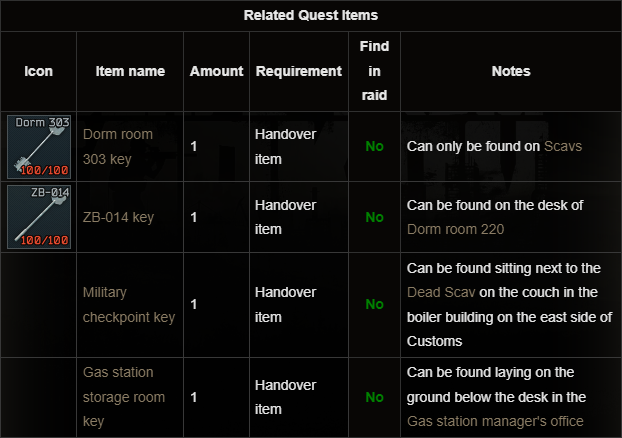 Related Quest Items
Icon
Item name
Amount
Requirement
Find
in
raid
Notes
Dorm 303
100/100
Dorm room
303 key
1
Handover
item
No
Can only be found on Scavs
ZB-014
100/100
ZB-014 key
1
Handover
item
No
Can be found on the desk of
Dorm room 220
Military
checkpoint key
1
Handover
item
No
Can be found sitting next to the
Dead Scav on the couch in the
boiler building on the east side of
Customs
Gas station
storage room
key
1
Handover
item
No
Can be found laying on the
ground below the desk in the
Gas station manager's office